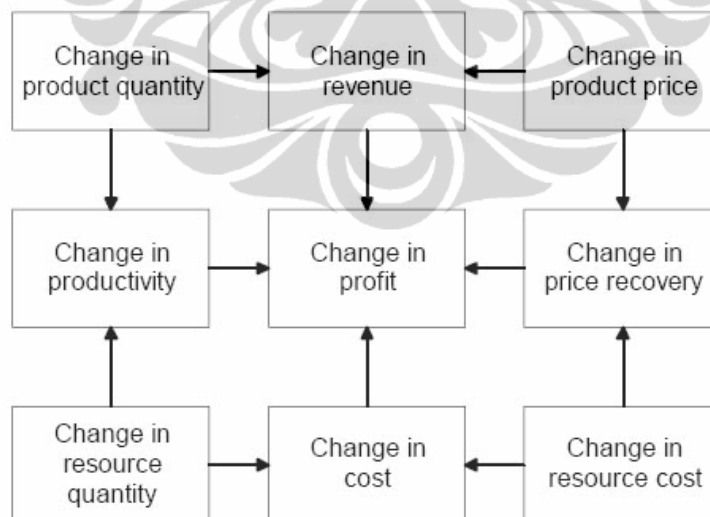 Change in
product quantity
Change in
revenue
Change in
product price
Change in
productivity
Change in
profit
Change in
price recovery
Change in
resource
quantity
Change in
cost
Change in
resource cost